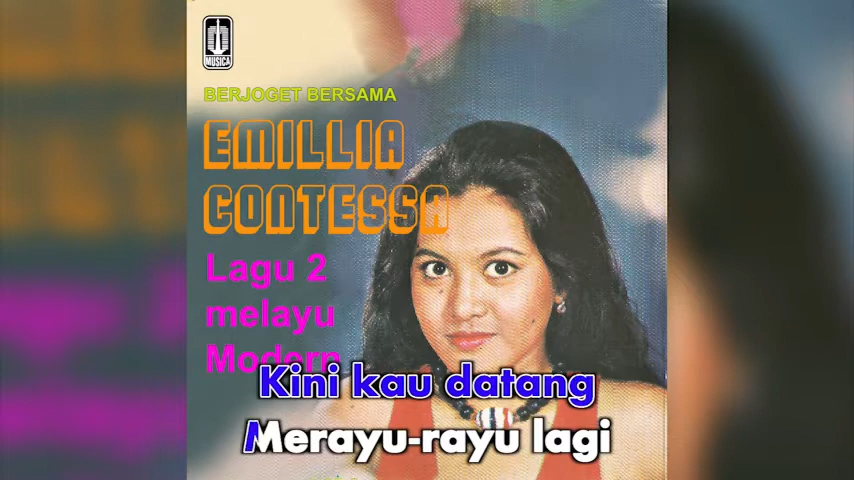 MUSICA
BERJOGET BERSAMA
EMILLIA
CONTESSA
Lagu 2
melayu
Modern
Kini kau datang
Merayu-rayu lagi